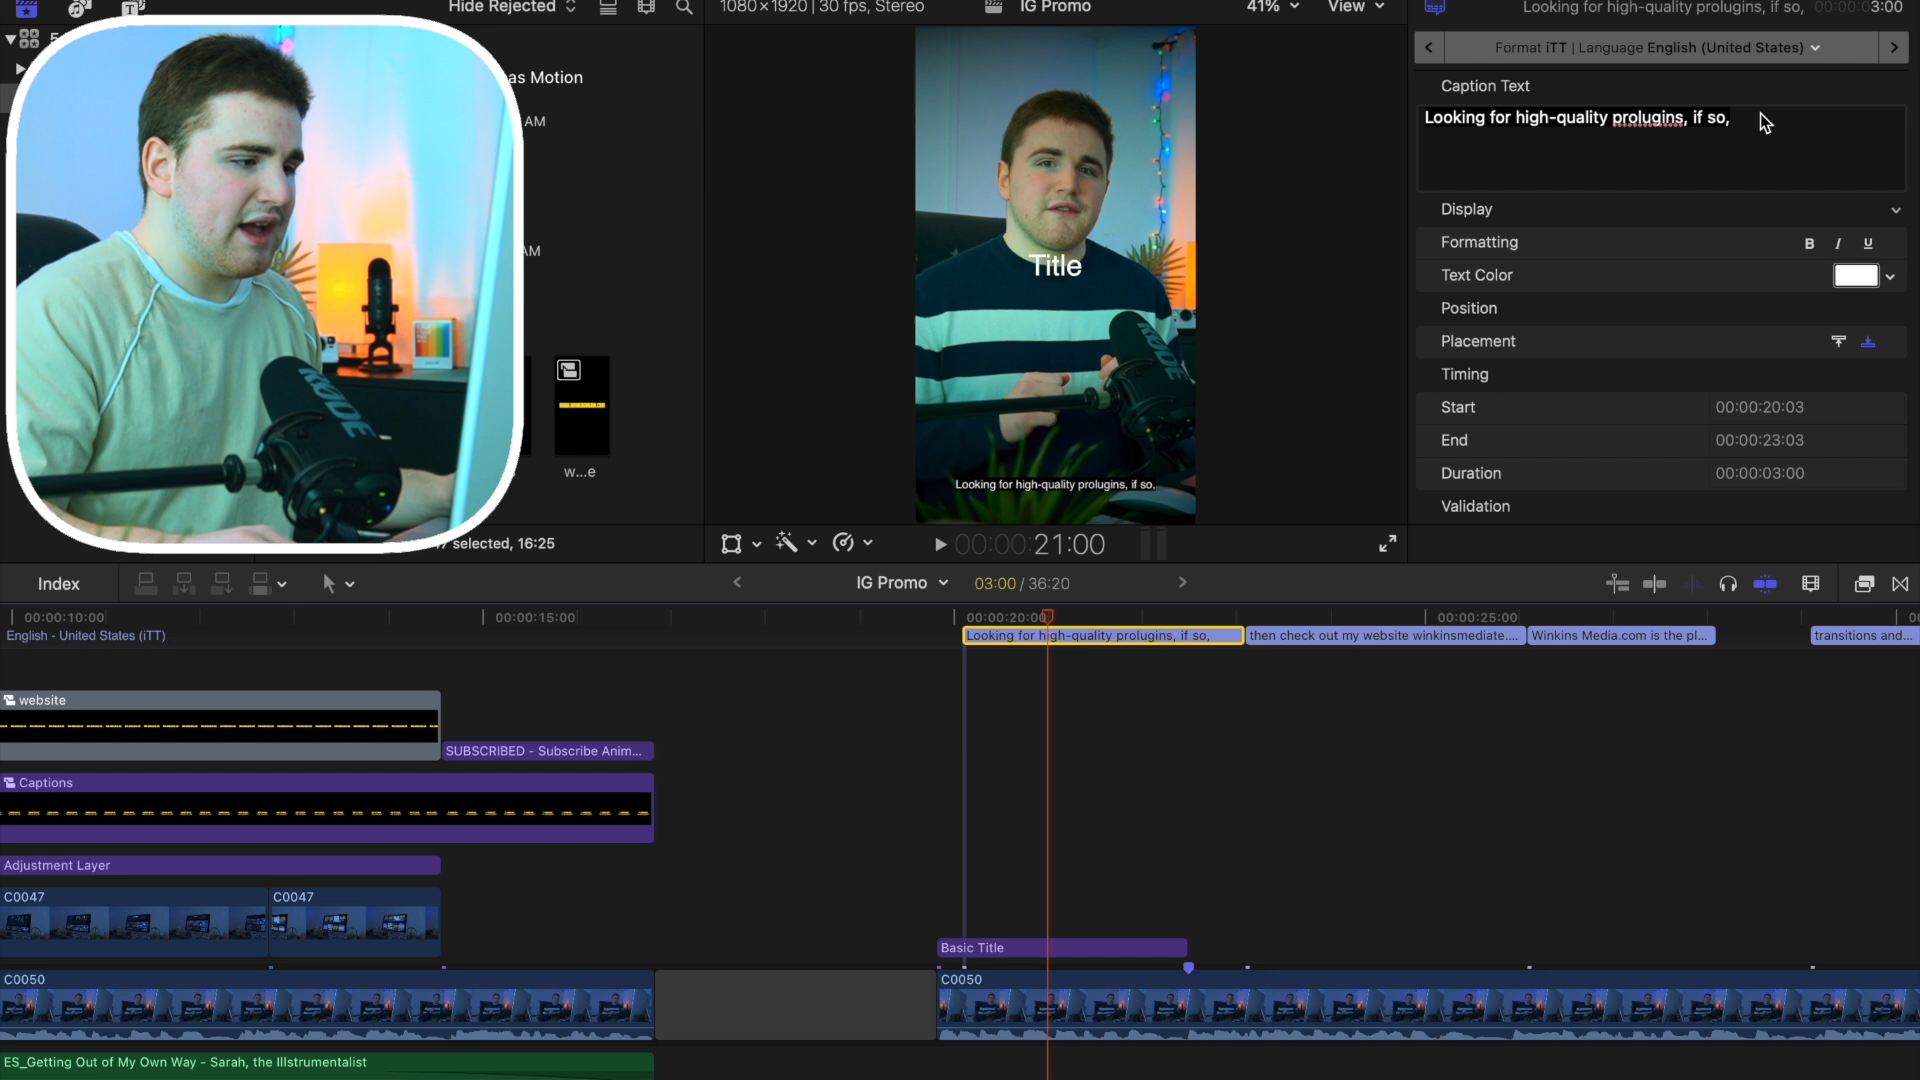 Hide Rejected
1080×1920 | 30 fps, Stereo
IG Promo
41%
View
Looking for high-quality prolugins, if so,
00:00:03:00
as Motion
AM
AM
w...e
selected, 16:25
Title
RØDE
Looking for high-quality prolugins, if so,
00:00:21:00
Format iTT | Language English (United States)
Caption Text
Looking for high-quality prolugins, if so,
Display
Formatting
B I U
Text Color
Position
Placement
Timing
Start 00:00:20:03
End 00:00:23:03
Duration 00:00:03:00
Validation
Index
IG Promo
03:00 / 36:20
00:00:10:00
00:00:15:00
00:00:20:00
00:00:25:00
English - United States (iTT)
Looking for high-quality prolugins, if so,
then check out my website winkinsmediate....
Winkins Media.com is the pl...
transitions and...
website
SUBSCRIBED - Subscribe Anim...
Captions
Adjustment Layer
C0047
C0047
Basic Title
C0050
C0050
ES_Getting Out of My Own Way - Sarah, the Illstrumentalist